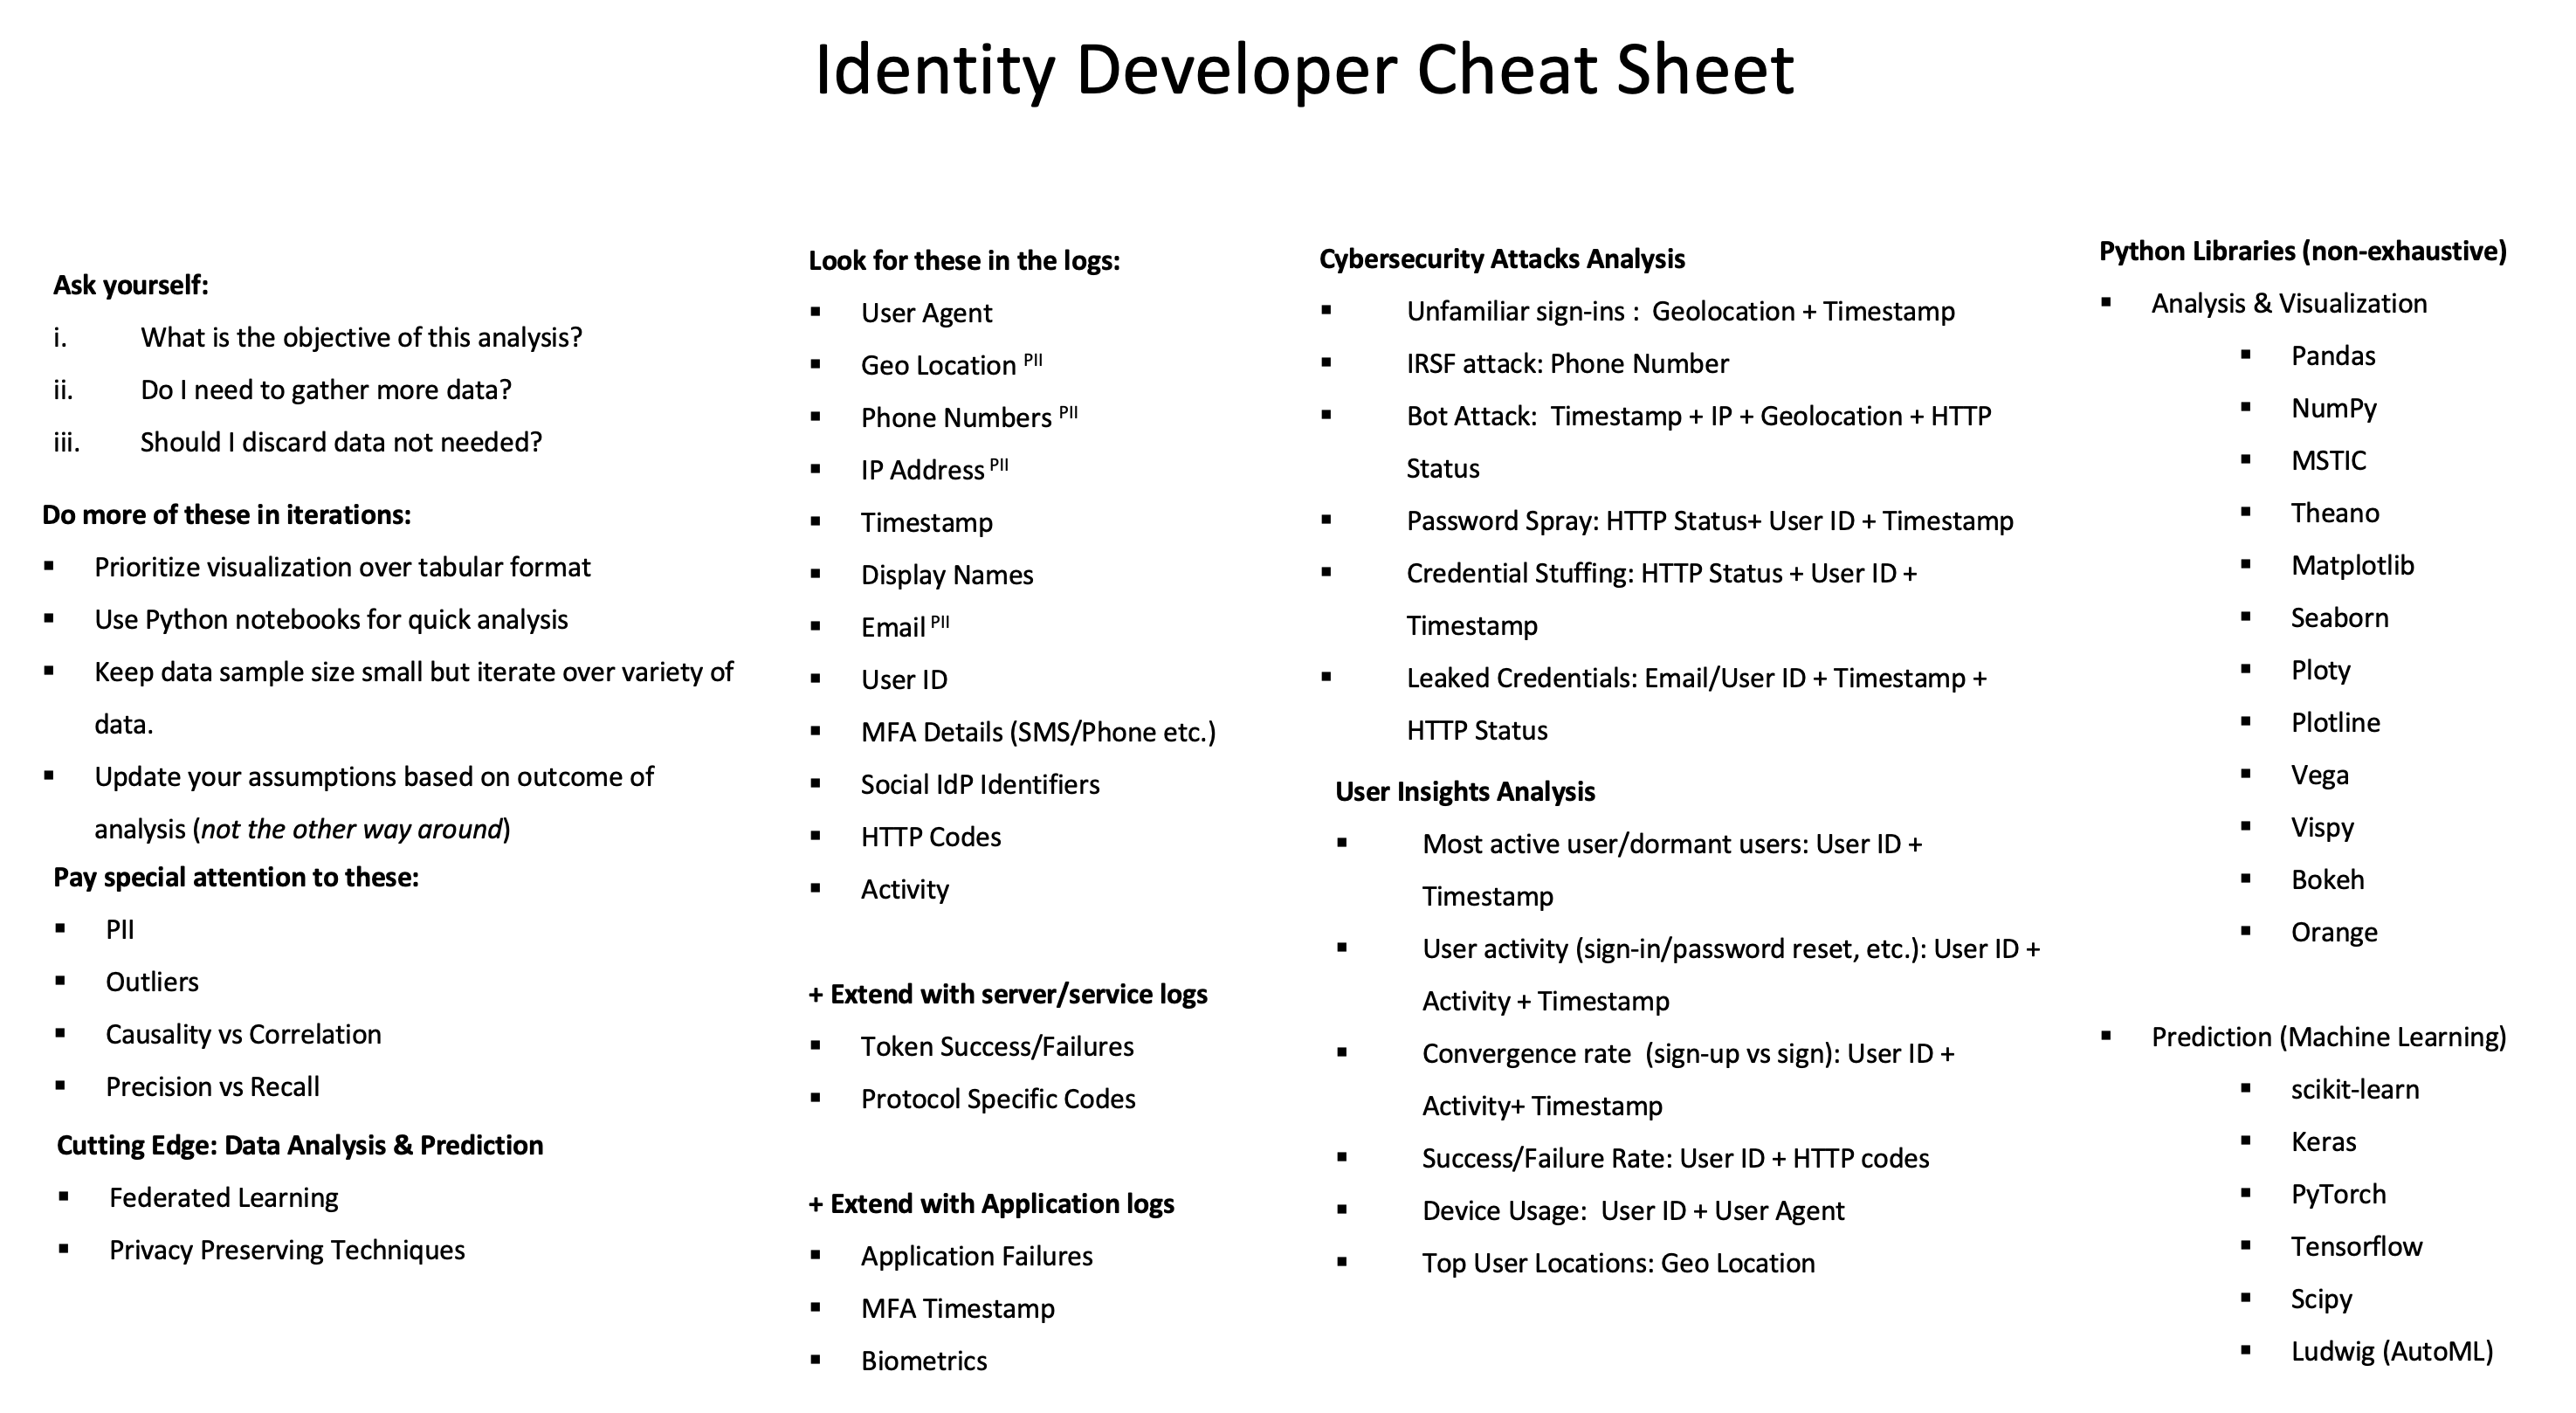 Identity Developer Cheat Sheet
Ask yourself:
i. What is the objective of this analysis?
ii. Do I need to gather more data?
iii. Should I discard data not needed?
Do more of these in iterations:
▪ Prioritize visualization over tabular format
▪ Use Python notebooks for quick analysis
▪ Keep data sample size small but iterate over variety of
data.
▪ Update your assumptions based on outcome of
analysis (not the other way around)
Pay special attention to these:
▪ PII
▪ Outliers
▪ Causality vs Correlation
▪ Precision vs Recall
Cutting Edge: Data Analysis & Prediction
▪ Federated Learning
▪ Privacy Preserving Techniques
Look for these in the logs:
▪ User Agent
▪ Geo Location PII
▪ Phone Numbers PII
▪ IP Address PII
▪ Timestamp
▪ Display Names
▪ Email PII
▪ User ID
▪ MFA Details (SMS/Phone etc.)
▪ Social IdP Identifiers
▪ HTTP Codes
▪ Activity
+ Extend with server/service logs
▪ Token Success/Failures
▪ Protocol Specific Codes
+ Extend with Application logs
▪ Application Failures
▪ MFA Timestamp
▪ Biometrics
Cybersecurity Attacks Analysis
▪ Unfamiliar sign-ins : Geolocation + Timestamp
▪ IRSF attack: Phone Number
▪ Bot Attack: Timestamp + IP + Geolocation + HTTP
Status
▪ Password Spray: HTTP Status+ User ID + Timestamp
▪ Credential Stuffing: HTTP Status + User ID +
Timestamp
▪ Leaked Credentials: Email/User ID + Timestamp +
HTTP Status
User Insights Analysis
▪ Most active user/dormant users: User ID +
Timestamp
▪ User activity (sign-in/password reset, etc.): User ID +
Activity + Timestamp
▪ Convergence rate (sign-up vs sign): User ID +
Activity+ Timestamp
▪ Success/Failure Rate: User ID + HTTP codes
▪ Device Usage: User ID + User Agent
▪ Top User Locations: Geo Location
Python Libraries (non-exhaustive)
▪ Analysis & Visualization
▪ Pandas
▪ NumPy
▪ MSTIC
▪ Theano
▪ Matplotlib
▪ Seaborn
▪ Ploty
▪ Plotline
▪ Vega
▪ Vispy
▪ Bokeh
▪ Orange
▪ Prediction (Machine Learning)
▪ scikit-learn
▪ Keras
▪ PyTorch
▪ Tensorflow
▪ Scipy
▪ Ludwig (AutoML)